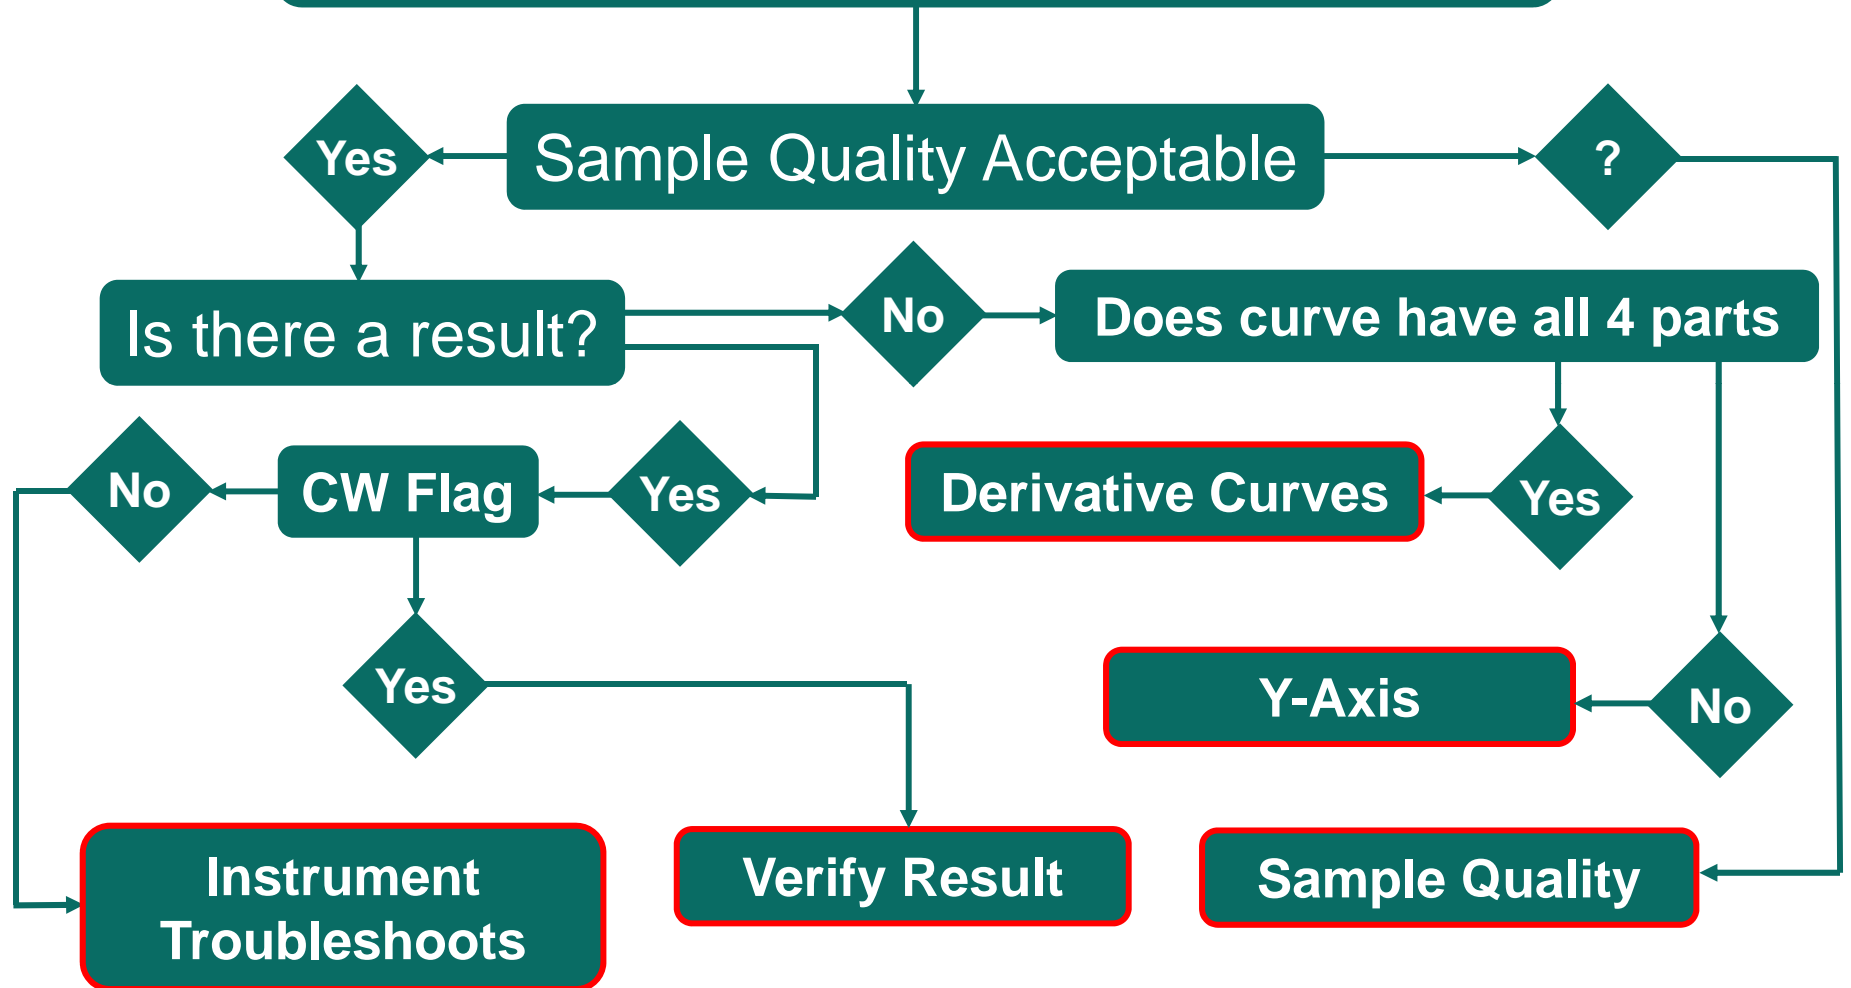 Yes
Sample Quality Acceptable
?
Is there a result?
No
Does curve have all 4 parts
No
CW Flag
Yes
Derivative Curves
Yes
Yes
Y-Axis
No
Instrument
Troubleshoots
Verify Result
Sample Quality